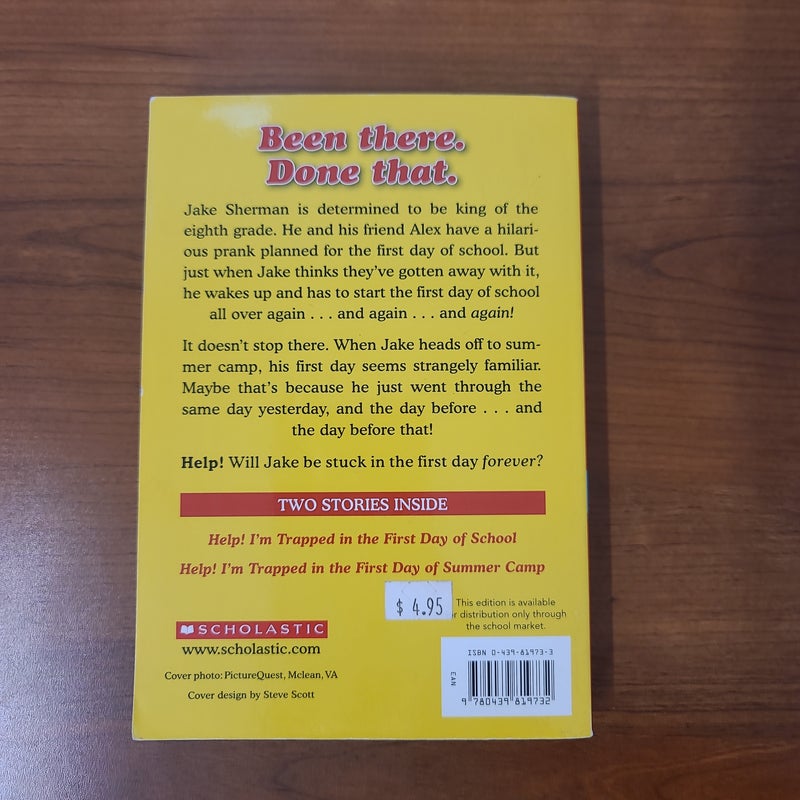 Been there.
Done that.
Jake Sherman is determined to be king of the
eighth grade. He and his friend Alex have a hilari-
ous prank planned for the first day of school. But
just when Jake thinks they've gotten away with it,
he wakes up and has to start the first day of school
all over again . . . and again . . . and again!
It doesn't stop there. When Jake heads off to sum-
mer camp, his first day seems strangely familiar.
Maybe that's because he just went through the
same day yesterday, and the day before . . . and
the day before that!
Help! Will Jake be stuck in the first day forever?
TWO STORIES INSIDE
Help! I'm Trapped in the First Day of School
Help! I'm Trapped in the First Day of Summer Camp
$ 4.95
This edition is available
distribution only through
the school market.
SCHOLASTIC
www.scholastic.com
Cover photo: PictureQuest, Mclean, VA
Cover design by Steve Scott
ISBN 0-439-81973-3
EAN
9 780439 819732